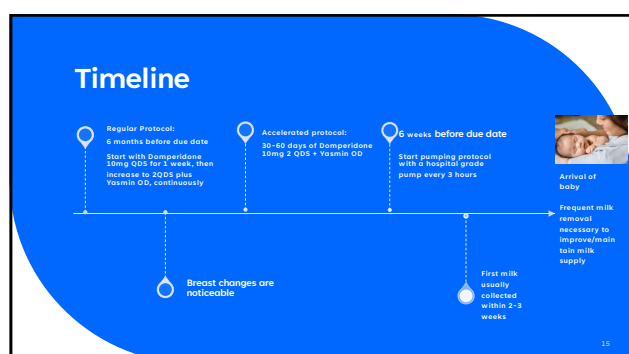 Timeline
Regular Protocol:
6 months before due date
Start with Domperidone
10mg QDS for 1 week, then
increase to 2QDS plus
Yasmin OD, continuously
Accelerated protocol:
30-60 days of Domperidone
10mg 2 QDS + Yasmin OD
6 weeks before due date
Start pumping protocol
with a hospital grade
pump every 3 hours
Arrival of
baby
Frequent milk
removal
necessary to
improve/main
tain milk
supply
Breast changes are
noticeable
First milk
usually
collected
within 2-3
weeks
15